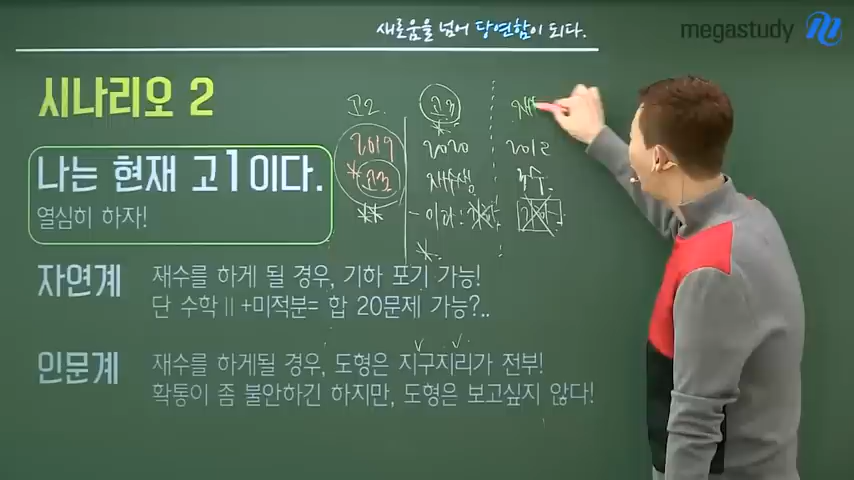 새로움을 넘어 당연함이 되다.
megastudy
시나리오 2
고2. 고3
2019 2020
고3 재수생
나는 현재 고1이다.
열심히 하자!
자연계 재수를 하게 될 경우, 기하 포기 가능!
단 수학Ⅱ+미적분= 합 20문제 가능?..
인문계 재수를 하게될 경우, 도형은 지구지리가 전부!
확통이 좀 불안하긴 하지만, 도형은 보고싶지 않다!